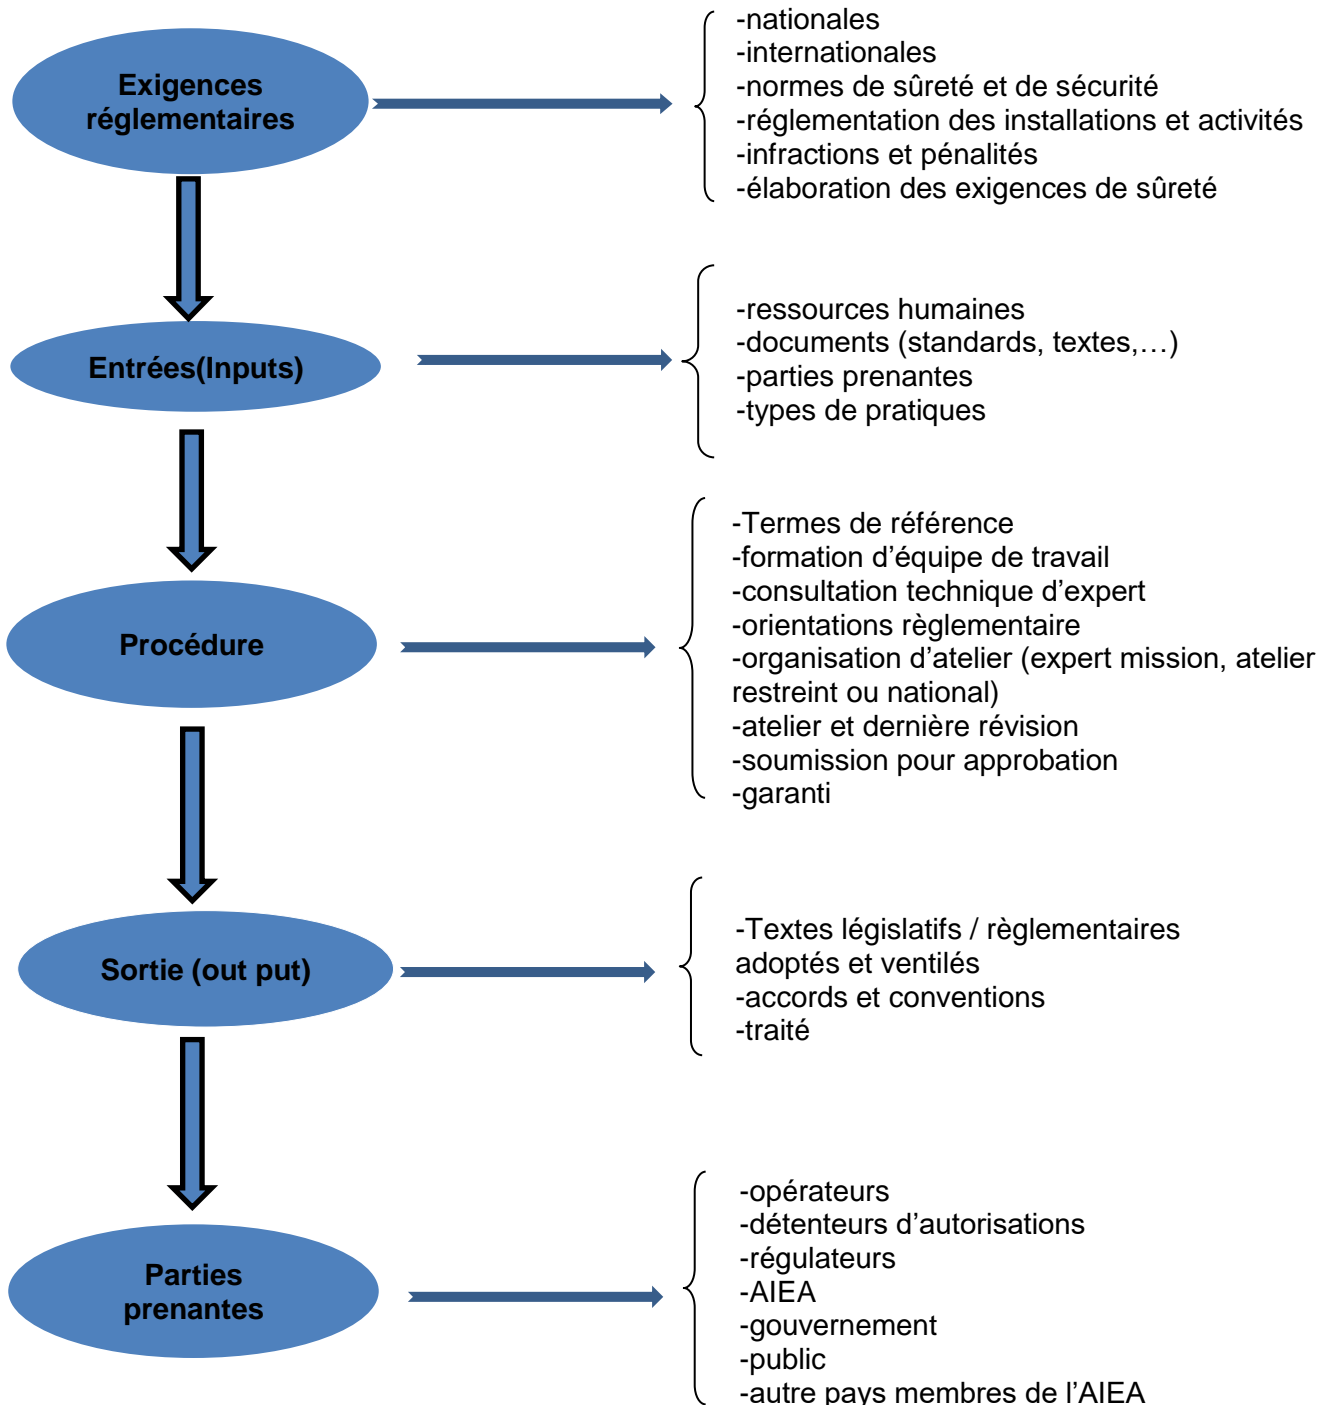 Exigences
réglementaires
-nationales
-internationales
-normes de sûreté et de sécurité
-réglementation des installations et activités
-infractions et pénalités
-élaboration des exigences de sûreté
Entrées(Inputs)
-ressources humaines
-documents (standards, textes,…)
-parties prenantes
-types de pratiques
Procédure
-Termes de référence
-formation d’équipe de travail
-consultation technique d’expert
-orientations règlementaire
-organisation d’atelier (expert mission, atelier
restreint ou national)
-atelier et dernière révision
-soumission pour approbation
-garanti
Sortie (out put)
-Textes législatifs / règlementaires
adoptés et ventilés
-accords et conventions
-traité
Parties
prenantes
-opérateurs
-détenteurs d’autorisations
-régulateurs
-AIEA
-gouvernement
-public
-autre pays membres de l’AIEA